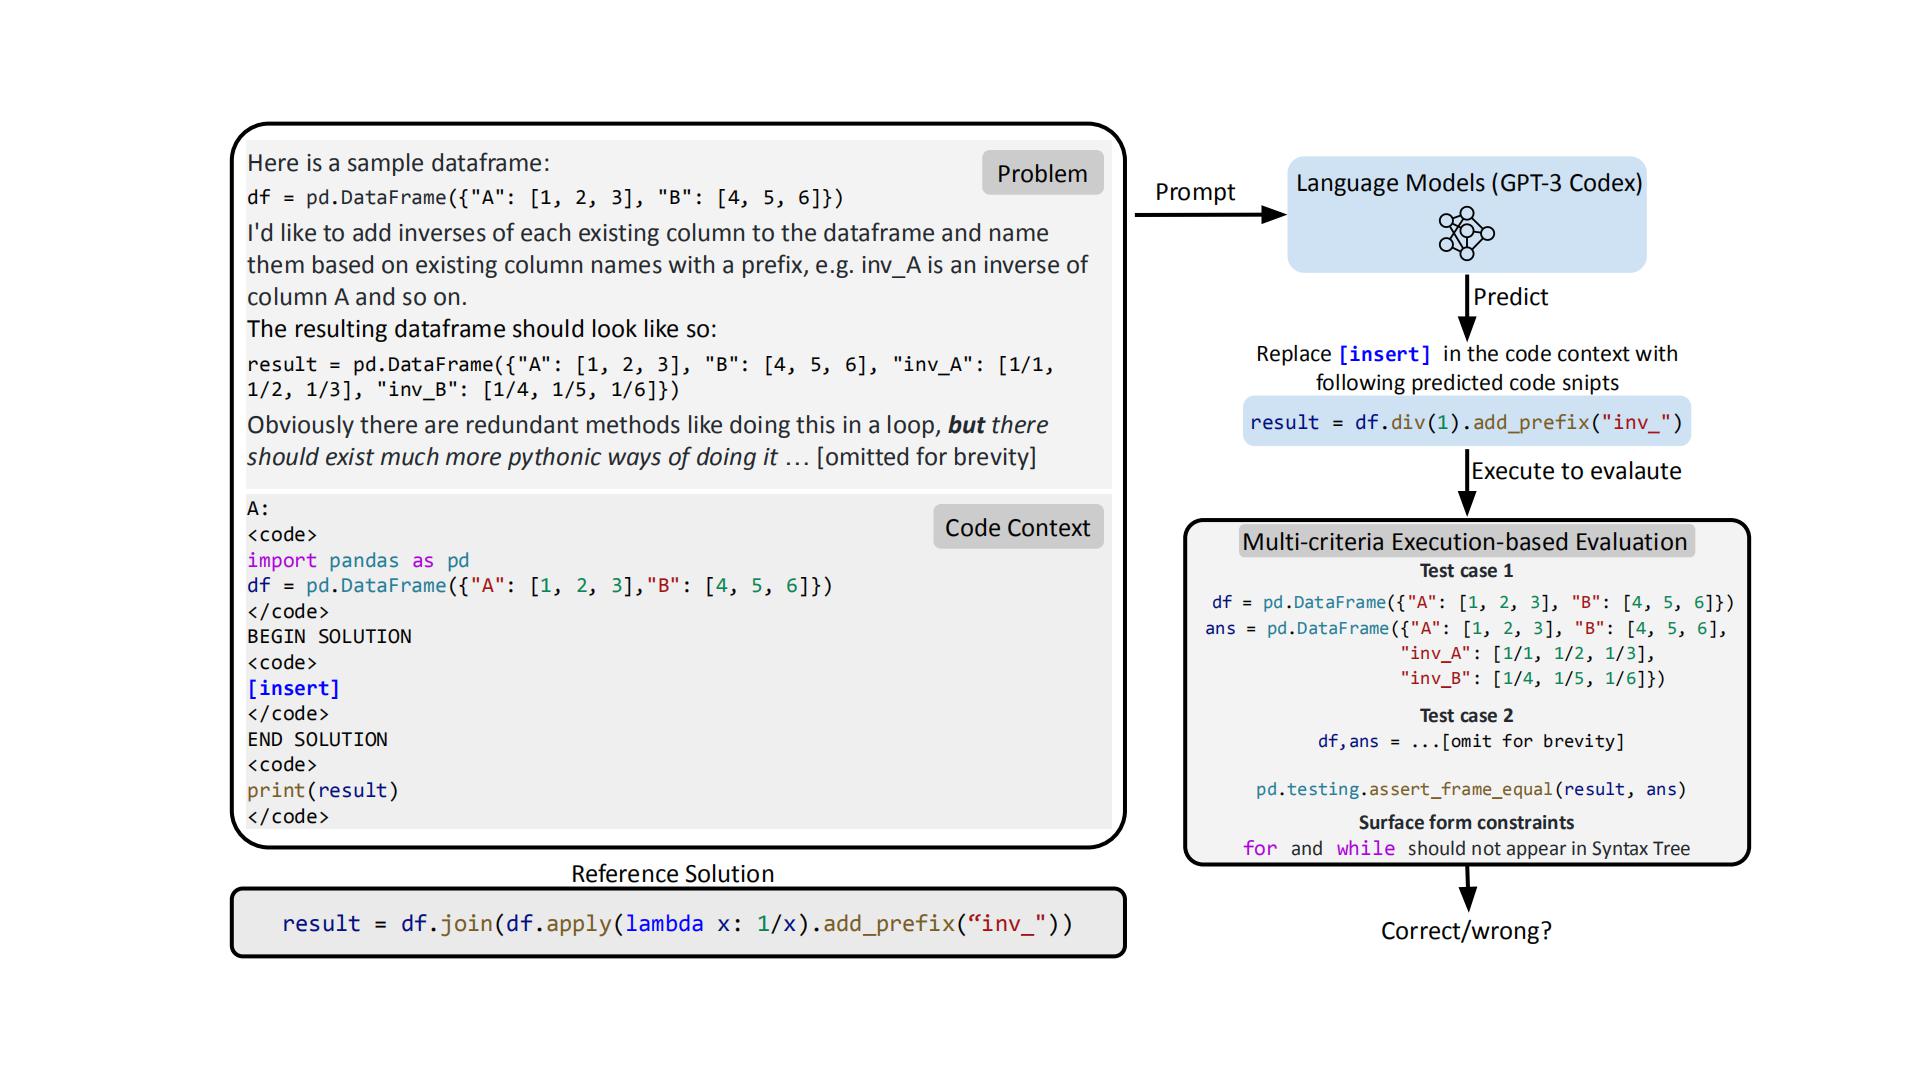 Here is a sample dataframe:
Problem
df = pd.DataFrame({"A": [1, 2, 3], "B": [4, 5, 6]})
I'd like to add inverses of each existing column to the dataframe and name
them based on existing column names with a prefix, e.g. inv_A is an inverse of
column A and so on.
The resulting dataframe should look like so:
result = pd.DataFrame({"A": [1, 2, 3], "B": [4, 5, 6], "inv_A": [1/1,
1/2, 1/3], "inv_B": [1/4, 1/5, 1/6]})
Obviously there are redundant methods like doing this in a loop, but there
should exist much more pythonic ways of doing it … [omitted for brevity]
A:
Code Context
<code>
import pandas as pd
df = pd.DataFrame({"A": [1, 2, 3],"B": [4, 5, 6]})
</code>
BEGIN SOLUTION
<code>
[insert]
</code>
END SOLUTION
<code>
print(result)
</code>
Reference Solution
result = df.join(df.apply(lambda x: 1/x).add_prefix(“inv_"))
Prompt
Language Models (GPT-3 Codex)
Predict
Replace [insert] in the code context with
following predicted code snipts
result = df.div(1).add_prefix("inv_")
Execute to evalaute
Multi-criteria Execution-based Evaluation
Test case 1
df = pd.DataFrame({"A": [1, 2, 3], "B": [4, 5, 6]})
ans = pd.DataFrame({"A": [1, 2, 3], "B": [4, 5, 6],
"inv_A": [1/1, 1/2, 1/3],
"inv_B": [1/4, 1/5, 1/6]})
Test case 2
df,ans = ...[omit for brevity]
pd.testing.assert_frame_equal(result, ans)
Surface form constraints
for and while should not appear in Syntax Tree
Correct/wrong?